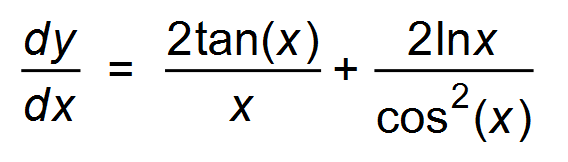 dy/dx = 2tan(x)/x + 2lnx/cos²(x)